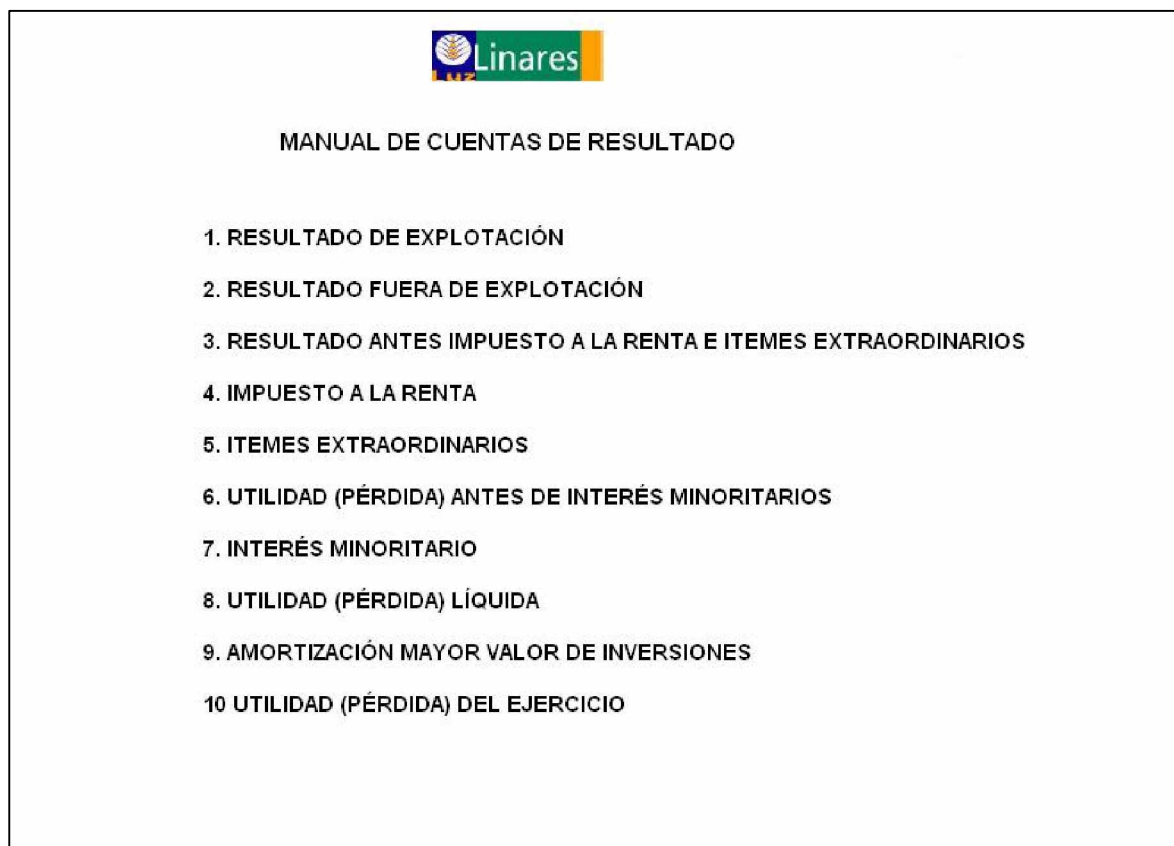 Linares
Luz
MANUAL DE CUENTAS DE RESULTADO
1. RESULTADO DE EXPLOTACIÓN
2. RESULTADO FUERA DE EXPLOTACIÓN
3. RESULTADO ANTES IMPUESTO A LA RENTA E ITEMES EXTRAORDINARIOS
4. IMPUESTO A LA RENTA
5. ITEMES EXTRAORDINARIOS
6. UTILIDAD (PÉRDIDA) ANTES DE INTERÉS MINORITARIOS
7. INTERÉS MINORITARIO
8. UTILIDAD (PÉRDIDA) LÍQUIDA
9. AMORTIZACIÓN MAYOR VALOR DE INVERSIONES
10 UTILIDAD (PÉRDIDA) DEL EJERCICIO